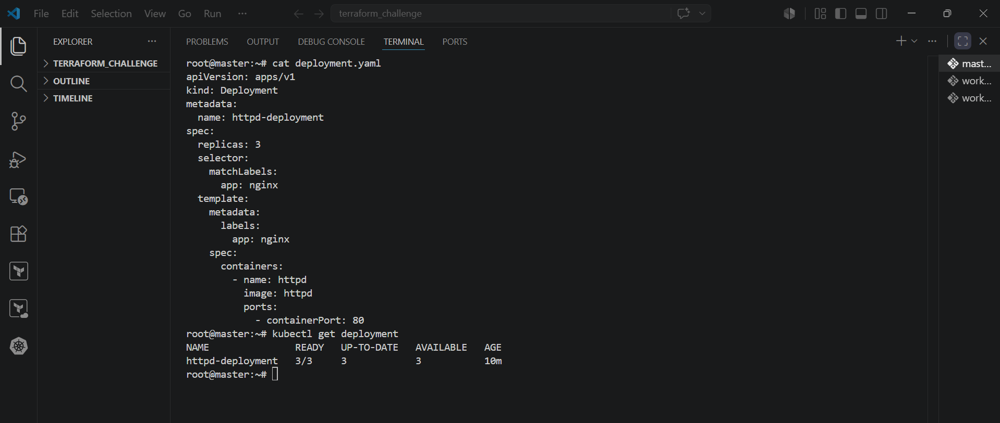 File Edit Selection View Go Run ...
terraform_challenge
EXPLORER ...
TERRAFORM_CHALLENGE
OUTLINE
TIMELINE
PROBLEMS OUTPUT DEBUG CONSOLE TERMINAL PORTS
root@master:~# cat deployment.yaml
apiVersion: apps/v1
kind: Deployment
metadata:
  name: httpd-deployment
spec:
  replicas: 3
  selector:
    matchLabels:
      app: nginx
  template:
    metadata:
      labels:
        app: nginx
    spec:
      containers:
        - name: httpd
          image: httpd
          ports:
            - containerPort: 80
root@master:~# kubectl get deployment
NAME               READY   UP-TO-DATE   AVAILABLE   AGE
httpd-deployment   3/3     3            3           10m
root@master:~#
mast...
work...
work...